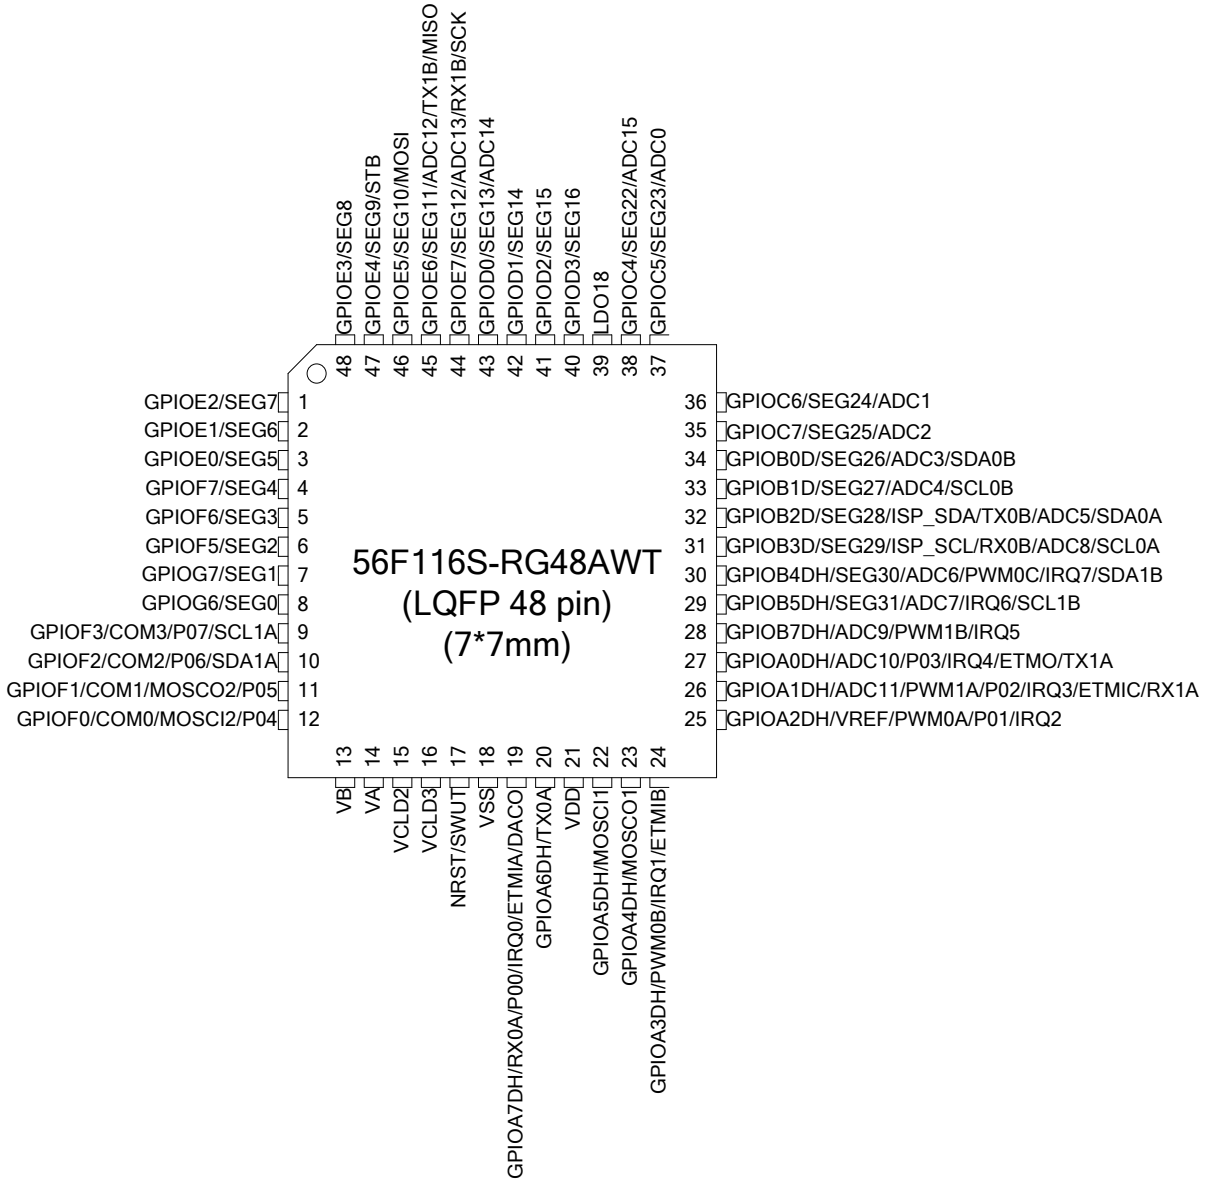 GPIOE3/SEG8
GPIOE4/SEG9/STB
GPIOE5/SEG10/MOSI
GPIOE6/SEG11/ADC12/TX1B/MISO
GPIOE7/SEG12/ADC13/RX1B/SCK
GPIOD0/SEG13/ADC14
GPIOD1/SEG14
GPIOD2/SEG15
GPIOD3/SEG16
LDO18
GPIOC4/SEG22/ADC15
GPIOC5/SEG23/ADC0
48 47 46 45 44 43 42 41 40 39 38 37
GPIOE2/SEG7 1
GPIOE1/SEG6 2
GPIOE0/SEG5 3
GPIOF7/SEG4 4
GPIOF6/SEG3 5
GPIOF5/SEG2 6
GPIOG7/SEG1 7
GPIOG6/SEG0 8
GPIOF3/COM3/P07/SCL1A 9
GPIOF2/COM2/P06/SDA1A 10
GPIOF1/COM1/MOSCO2/P05 11
GPIOF0/COM0/MOSCI2/P04 12
56F116S-RG48AWT
(LQFP 48 pin)
(7*7mm)
36 GPIOC6/SEG24/ADC1
35 GPIOC7/SEG25/ADC2
34 GPIOB0D/SEG26/ADC3/SDA0B
33 GPIOB1D/SEG27/ADC4/SCL0B
32 GPIOB2D/SEG28/ISP_SDA/TX0B/ADC5/SDA0A
31 GPIOB3D/SEG29/ISP_SCL/RX0B/ADC8/SCL0A
30 GPIOB4DH/SEG30/ADC6/PWM0C/IRQ7/SDA1B
29 GPIOB5DH/SEG31/ADC7/IRQ6/SCL1B
28 GPIOB7DH/ADC9/PWM1B/IRQ5
27 GPIOA0DH/ADC10/P03/IRQ4/ETMO/TX1A
26 GPIOA1DH/ADC11/PWM1A/P02/IRQ3/ETMIC/RX1A
25 GPIOA2DH/VREF/PWM0A/P01/IRQ2
13 14 15 16 17 18 19 20 21 22 23 24
VB
VA
VCLD2
VCLD3
NRST/SWUT
VSS
GPIOA7DH/RX0A/P00/IRQ0/ETMIA/DACO
GPIOA6DH/TX0A
VDD
GPIOA5DH/MOSCI1
GPIOA4DH/MOSCO1
GPIOA3DH/PWM0B/IRQ1/ETMIB